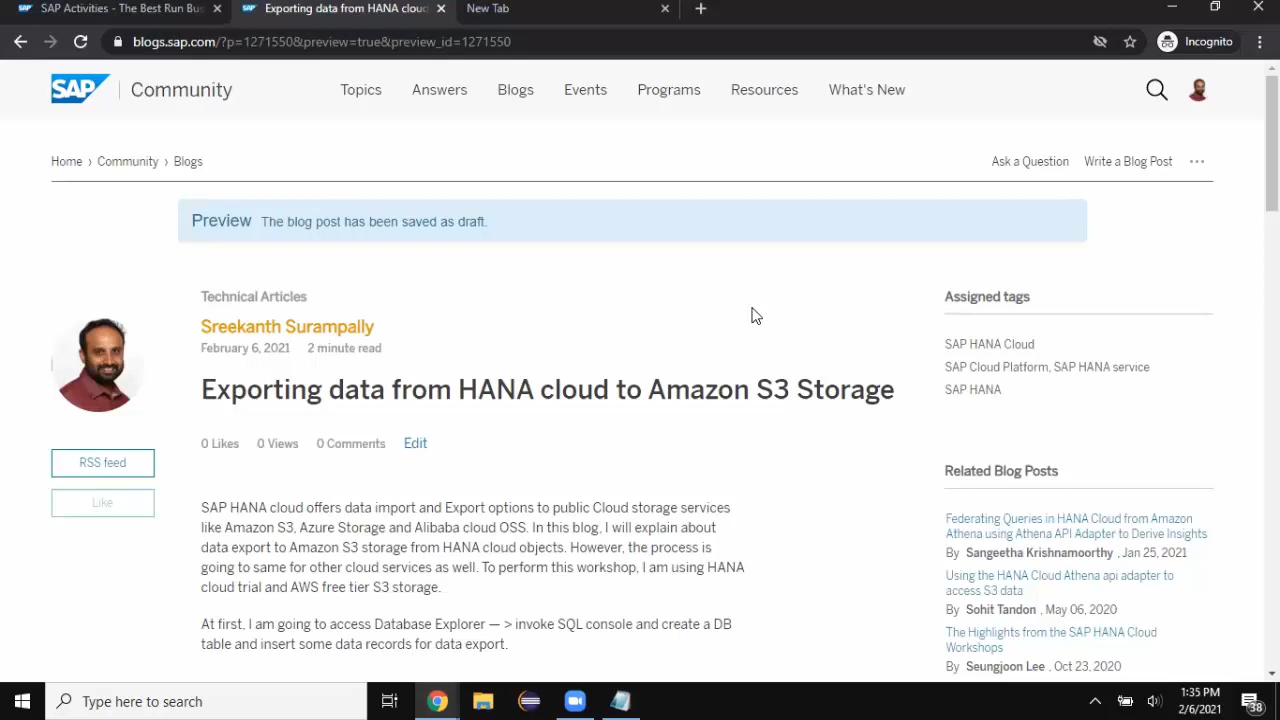 SAP Activities - The Best Run Bus
Exporting data from HANA cloud
New Tab
blogs.sap.com/?p=1271550&preview=true&preview_id=1271550
Incognito
SAP
Community
Topics
Answers
Blogs
Events
Programs
Resources
What's New
Home › Community › Blogs
Ask a Question
Write a Blog Post
Preview The blog post has been saved as draft.
Technical Articles
Sreekanth Surampally
February 6, 2021 2 minute read
Exporting data from HANA cloud to Amazon S3 Storage
0 Likes 0 Views 0 Comments Edit
RSS feed
Like
SAP HANA cloud offers data import and Export options to public Cloud storage services
like Amazon S3, Azure Storage and Alibaba cloud OSS. In this blog, I will explain about
data export to Amazon S3 storage from HANA cloud objects. However, the process is
going to same for other cloud services as well. To perform this workshop, I am using HANA
cloud trial and AWS free tier S3 storage.
At first, I am going to access Database Explorer — > invoke SQL console and create a DB
table and insert some data records for data export.
Assigned tags
SAP HANA Cloud
SAP Cloud Platform, SAP HANA service
SAP HANA
Related Blog Posts
Federating Queries in HANA Cloud from Amazon
Athena using Athena API Adapter to Derive Insights
By Sangeetha Krishnamoorthy , Jan 25, 2021
Using the HANA Cloud Athena api adapter to
access S3 data
By Sohit Tandon , May 06, 2020
The Highlights from the SAP HANA Cloud
Workshops
By Seungjoon Lee , Oct 23, 2020
Type here to search
1:35 PM
2/6/2021
38